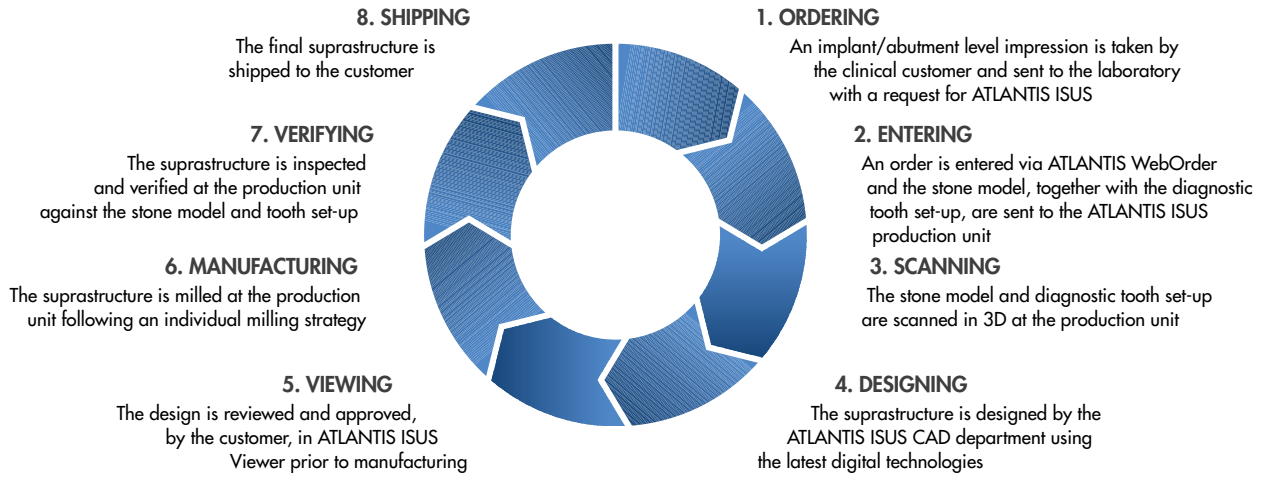 1. ORDERING
An implant/abutment level impression is taken by
the clinical customer and sent to the laboratory
with a request for ATLANTIS ISUS
2. ENTERING
An order is entered via ATLANTIS WebOrder
and the stone model, together with the diagnostic
tooth set-up, are sent to the ATLANTIS ISUS
production unit
3. SCANNING
The stone model and diagnostic tooth set-up
are scanned in 3D at the production unit
4. DESIGNING
The suprastructure is designed by the
ATLANTIS ISUS CAD department using
the latest digital technologies
5. VIEWING
The design is reviewed and approved,
by the customer, in ATLANTIS ISUS
Viewer prior to manufacturing
6. MANUFACTURING
The suprastructure is milled at the production
unit following an individual milling strategy
7. VERIFYING
The suprastructure is inspected
and verified at the production unit
against the stone model and tooth set-up
8. SHIPPING
The final suprastructure is
shipped to the customer